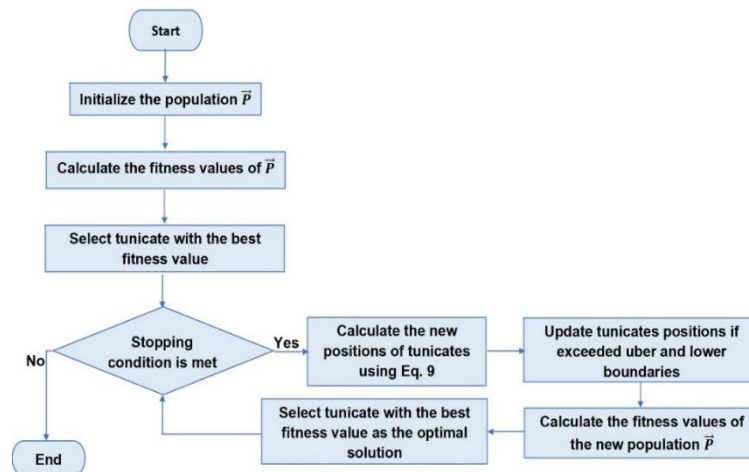 Start
Initialize the population P⃗
Calculate the fitness values of P⃗
Select tunicate with the best
fitness value
Stopping
condition is met
Yes
No
Calculate the new
positions of tunicates
using Eq. 9
Update tunicates positions if
exceeded uber and lower
boundaries
Calculate the fitness values of
the new population P⃗
Select tunicate with the best
fitness value as the optimal
solution
End